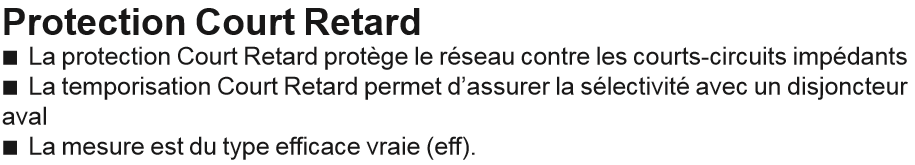 Protection Court Retard
■ La protection Court Retard protège le réseau contre les courts-circuits impédants
■ La temporisation Court Retard permet d’assurer la sélectivité avec un disjoncteur
aval
■ La mesure est du type efficace vraie (eff).